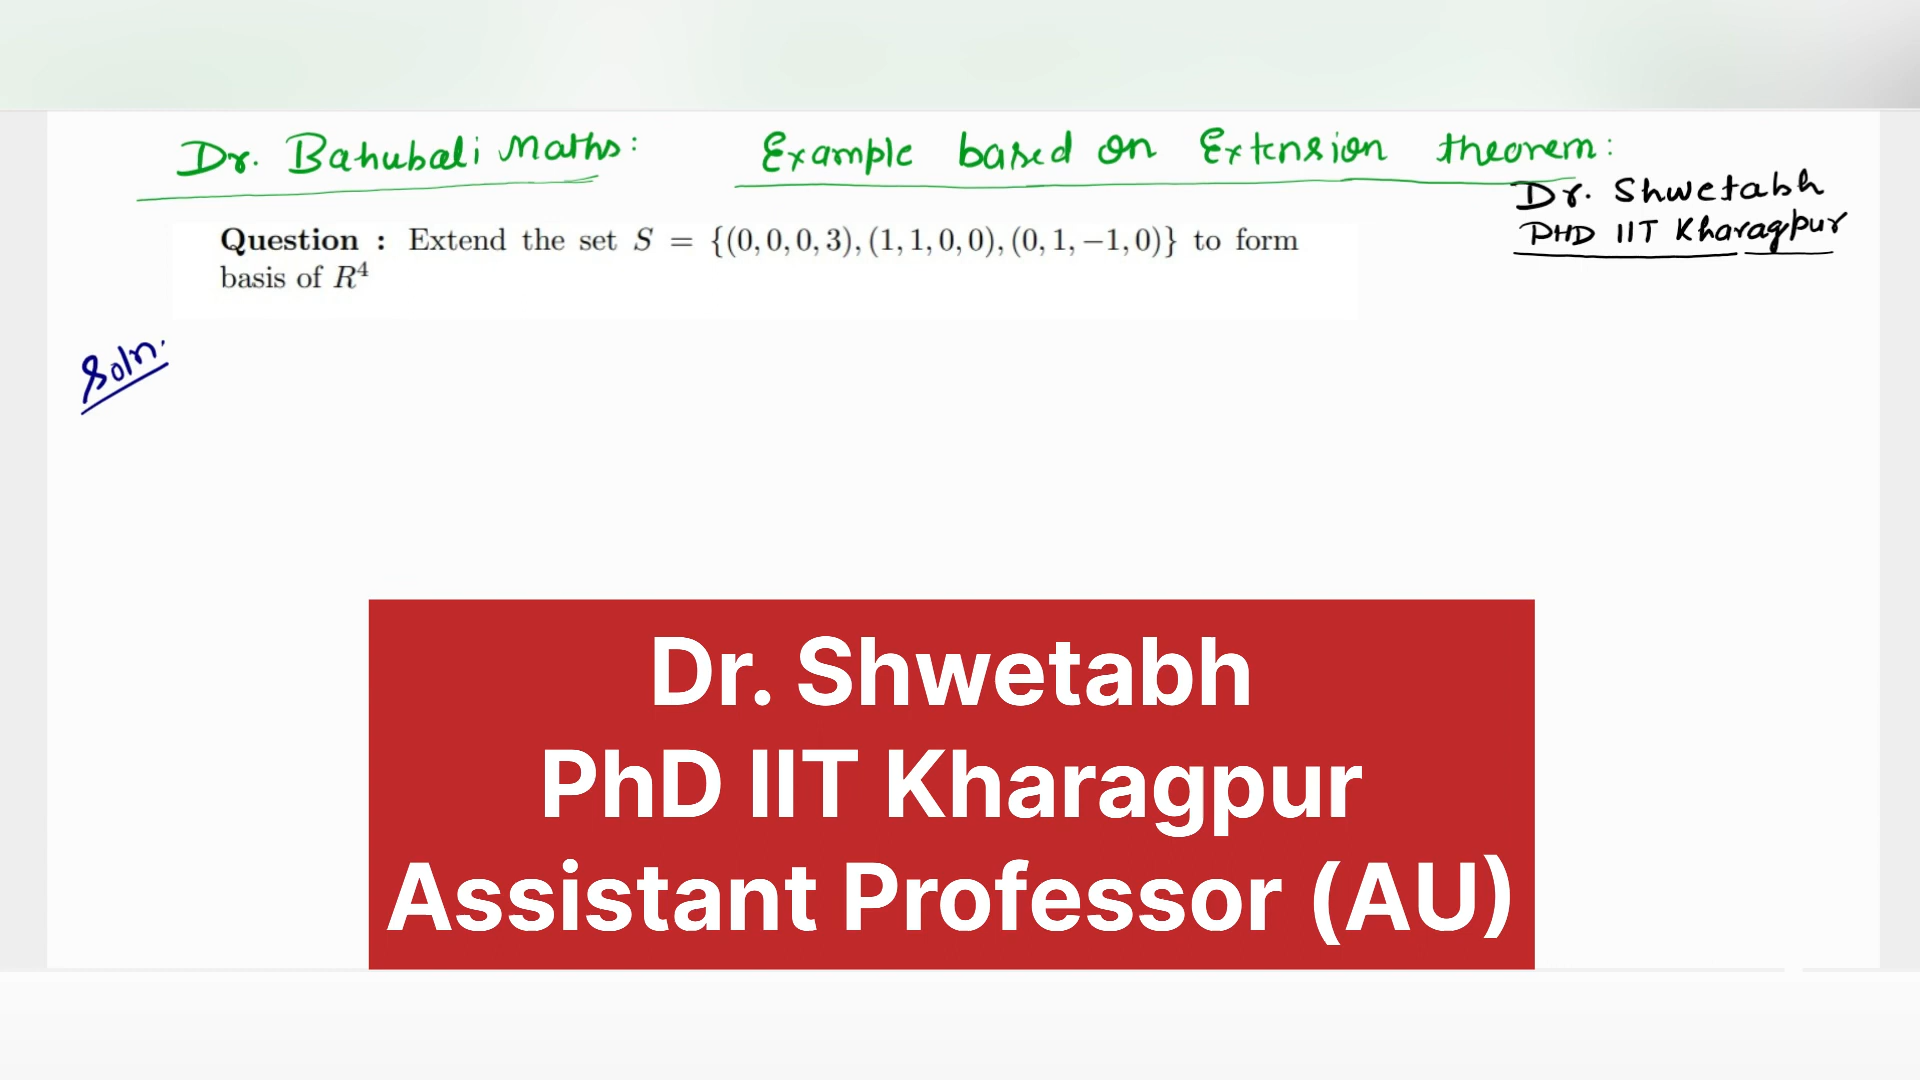 Dr. Bahubali Maths: Example based on Extension theorem:
Dr. Shwetabh
PHD IIT Kharagpur
Question : Extend the set S = {(0, 0, 0, 3), (1, 1, 0, 0), (0, 1, −1, 0)} to form
basis of R⁴
Soln.
Dr. Shwetabh
PhD IIT Kharagpur
Assistant Professor (AU)